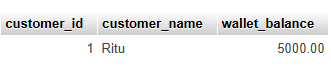 customer_id customer_name wallet_balance
1 Ritu 5000.00